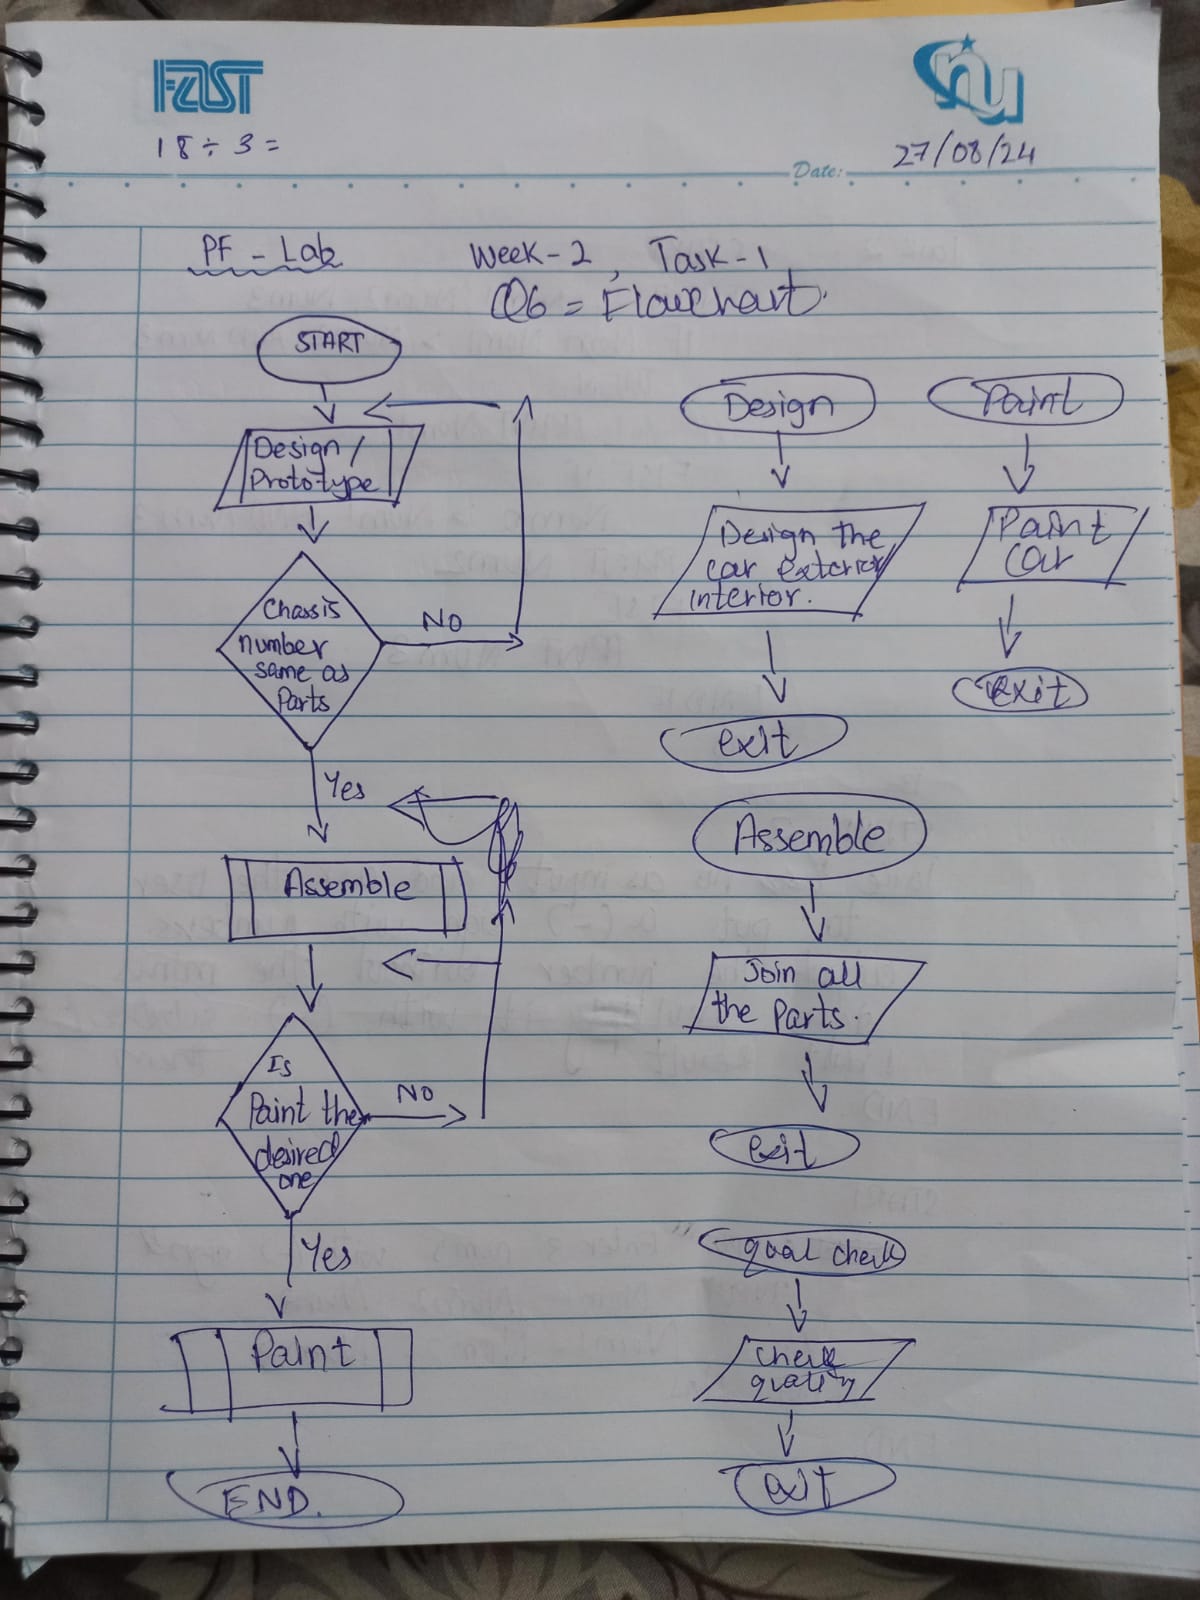 FAST
nu
18 ÷ 3 =
Date: 27/08/24
PF - Lab
Week-2, Task-1
Q6 = Flowchart.
START
Design /
Prototype
Chassis
number
same as
Parts
NO
Yes
Assemble
Is
Paint the
desired
one
NO
Yes
Paint
END.
Design
Design the
car exterior
interior.
exit
Paint
Paint
car
exit
Assemble
Join all
the Parts.
exit
qual check
check
quality
exit